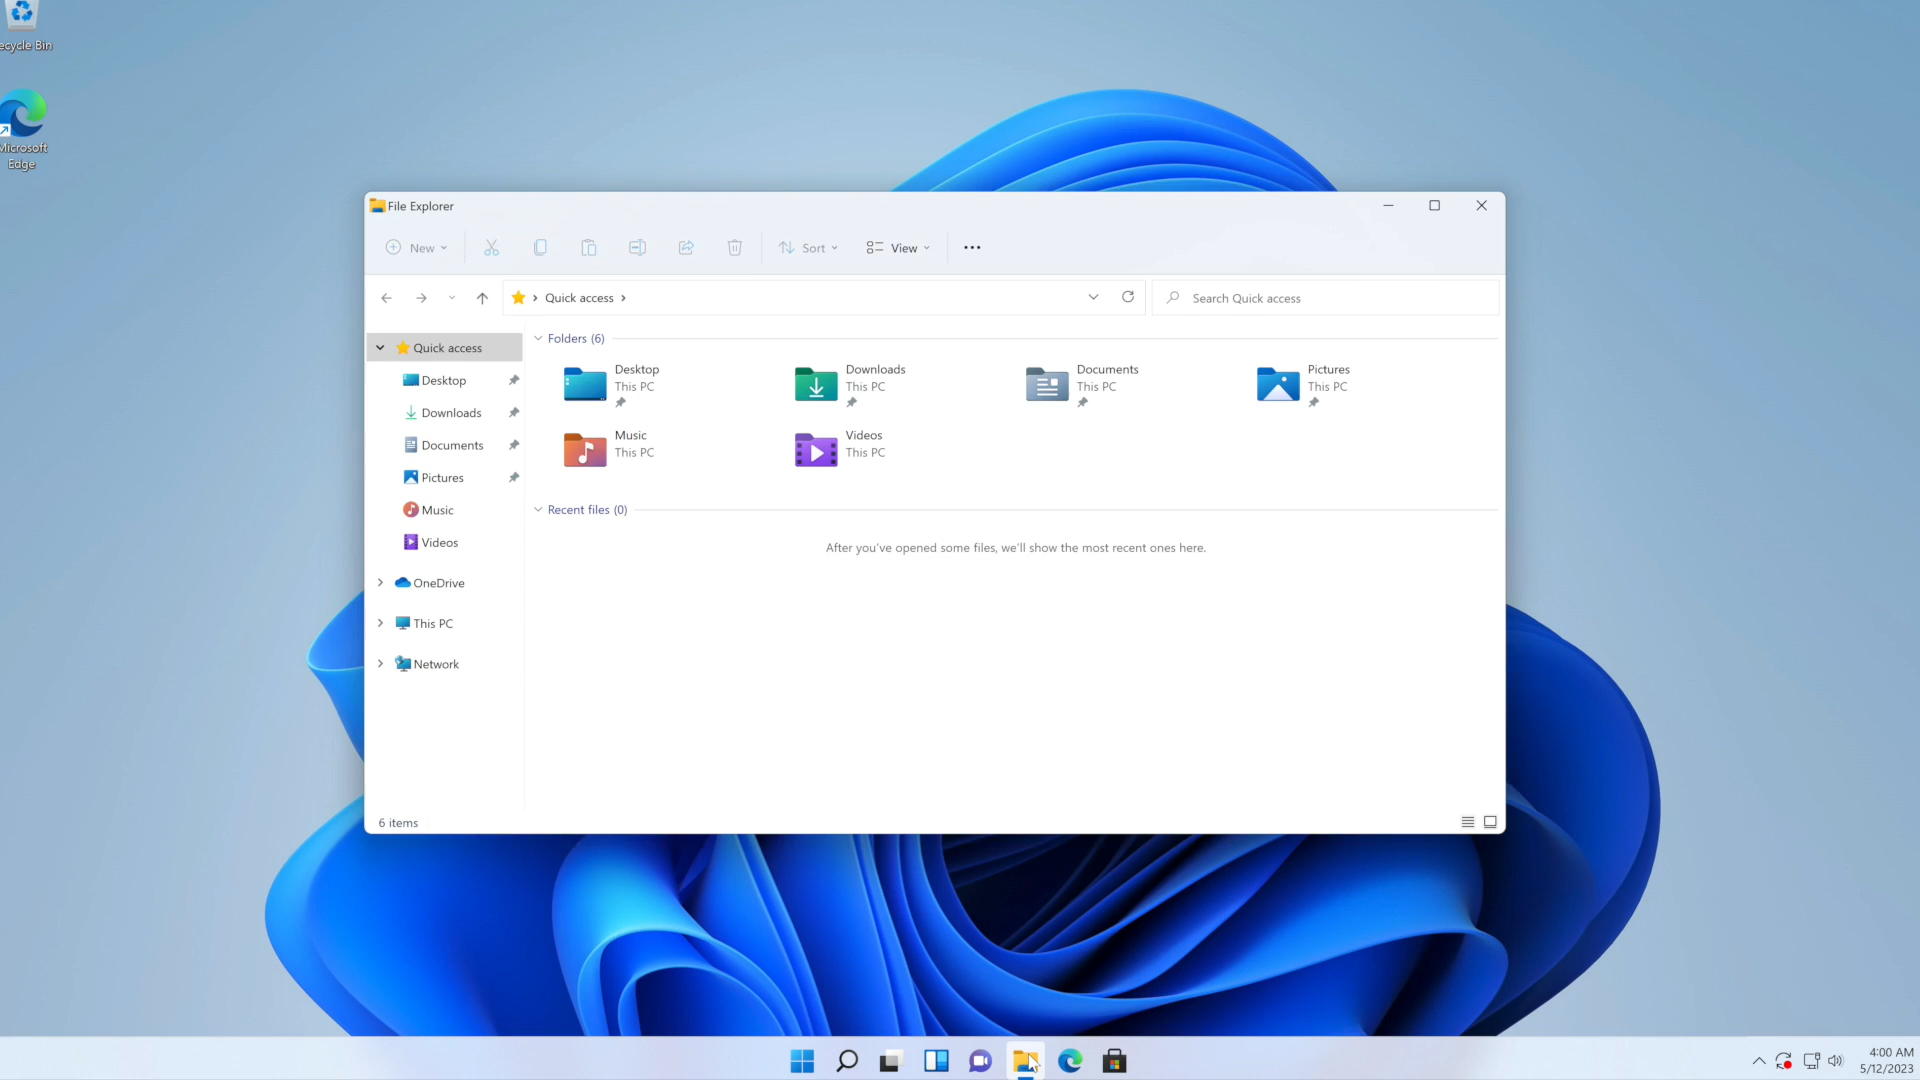 ecycle Bin
Microsoft
Edge
File Explorer
New
Sort
View
Quick access
Search Quick access
Quick access
Desktop
Downloads
Documents
Pictures
Music
Videos
OneDrive
This PC
Network
Folders (6)
Desktop
This PC
Downloads
This PC
Documents
This PC
Pictures
This PC
Music
This PC
Videos
This PC
Recent files (0)
After you've opened some files, we'll show the most recent ones here.
6 items
4:00 AM
5/12/2023